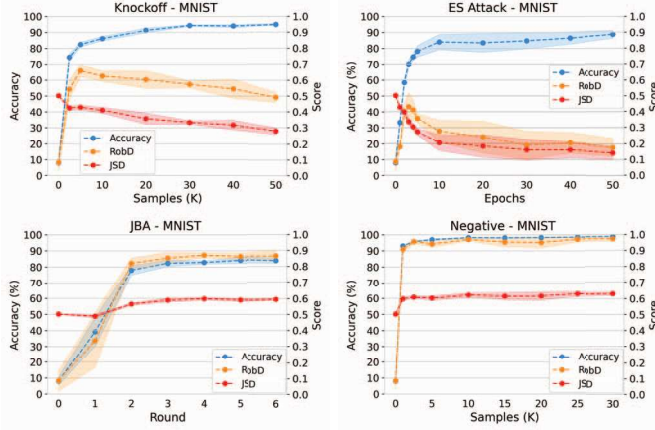 Knockoff - MNIST
100 90 80 70 60 50 40 30 20 10 0
Accuracy
1.0 0.9 0.8 0.7 0.6 0.5 0.4 0.3 0.2 0.1 0.0
Score
Accuracy
RobD
JSD
0 10 20 30 40 50
Samples (K)
ES Attack - MNIST
100 90 80 70 60 50 40 30 20 10 0
Accuracy (%)
1.0 0.9 0.8 0.7 0.6 0.5 0.4 0.3 0.2 0.1 0.0
Score
Accuracy
RobD
JSD
0 10 20 30 40 50
Epochs
JBA - MNIST
100 90 80 70 60 50 40 30 20 10 0
Accuracy (%)
1.0 0.9 0.8 0.7 0.6 0.5 0.4 0.3 0.2 0.1 0.0
Score
Accuracy
RobD
JSD
0 1 2 3 4 5 6
Round
Negative - MNIST
100 90 80 70 60 50 40 30 20 10 0
Accuracy (%)
1.0 0.9 0.8 0.7 0.6 0.5 0.4 0.3 0.2 0.1 0.0
Score
Accuracy
RobD
JSD
0 5 10 15 20 25 30
Samples (K)